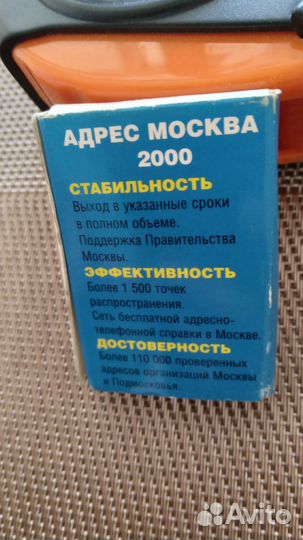 АДРЕС МОСКВА
2000
СТАБИЛЬНОСТЬ
Выход в указанные сроки
в полном объеме.
Поддержка Правительства
Москвы.
ЭФФЕКТИВНОСТЬ
Более 1 500 точек
распространения.
Сеть бесплатной адресно-
телефонной справки в Москве.
ДОСТОВЕРНОСТЬ
Более 110 000 проверенных
адресов организаций Москвы
и Подмосковья.
Avito